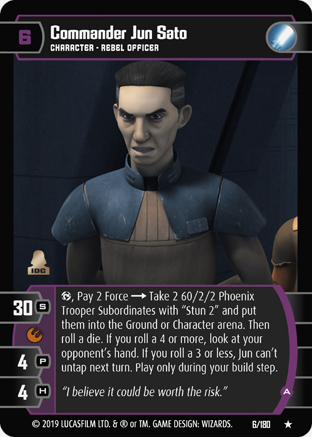 6
Commander Jun Sato
CHARACTER • REBEL OFFICER
IDC
30 S
4 P
4 H
, Pay 2 Force → Take 2 60/2/2 Phoenix
Trooper Subordinates with “Stun 2” and put
them into the Ground or Character arena. Then
roll a die. If you roll a 4 or more, look at your
opponent’s hand. If you roll a 3 or less, Jun can’t
untap next turn. Play only during your build step.
“I believe it could be worth the risk.”
A
© 2019 LUCASFILM LTD. & ® or TM. GAME DESIGN: WIZARDS.
6/180 ★